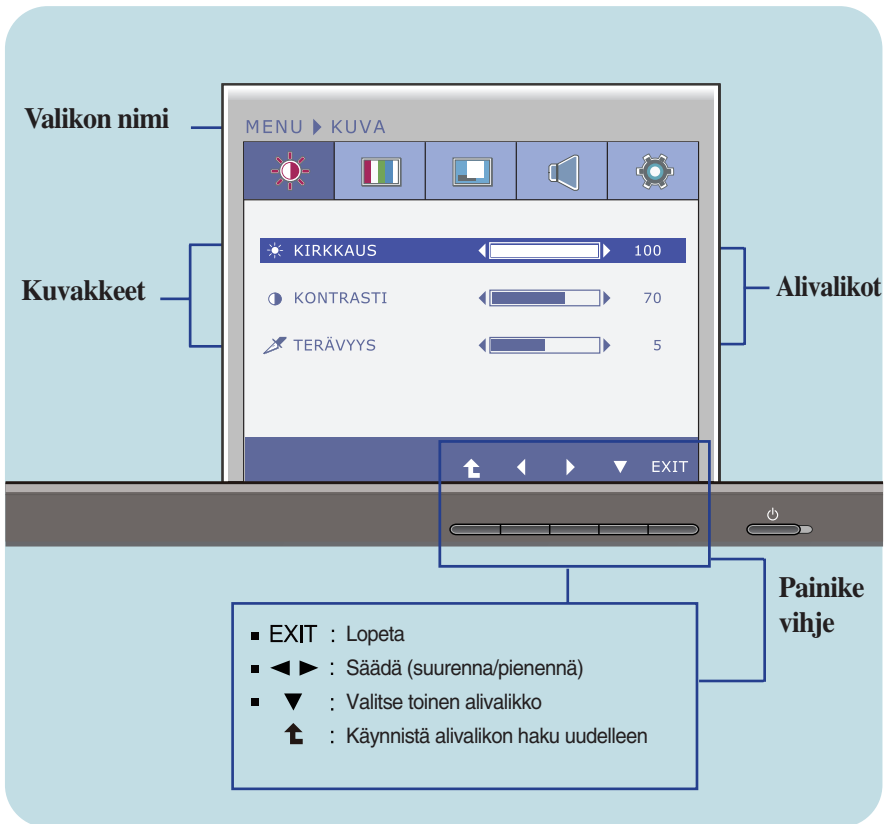 Valikon nimi
MENU ▶ KUVA
Kuvakkeet
KIRKKAUS 100
KONTRASTI 70
TERÄVYYS 5
Alivalikot
EXIT
Painike
vihje
▪ EXIT : Lopeta
▪ ◀ ▶ : Säädä (suurenna/pienennä)
▪ ▼ : Valitse toinen alivalikko
: Käynnistä alivalikon haku uudelleen